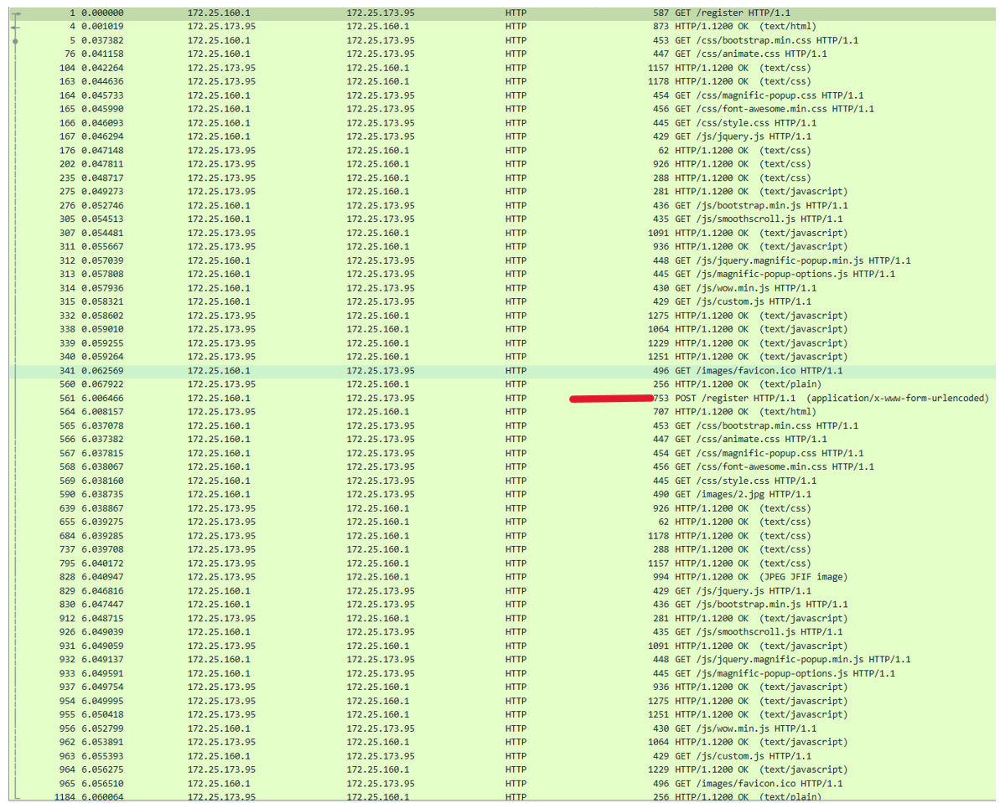 1 0.000000 172.25.160.1 172.25.173.95 HTTP 587 GET /register HTTP/1.1
4 0.001019 172.25.173.95 172.25.160.1 HTTP 873 HTTP/1.1200 OK (text/html)
5 0.037382 172.25.160.1 172.25.173.95 HTTP 453 GET /css/bootstrap.min.css HTTP/1.1
76 0.041158 172.25.160.1 172.25.173.95 HTTP 447 GET /css/animate.css HTTP/1.1
104 0.042264 172.25.173.95 172.25.160.1 HTTP 1157 HTTP/1.1200 OK (text/css)
163 0.044636 172.25.173.95 172.25.160.1 HTTP 1178 HTTP/1.1200 OK (text/css)
164 0.045733 172.25.160.1 172.25.173.95 HTTP 454 GET /css/magnific-popup.css HTTP/1.1
165 0.045990 172.25.160.1 172.25.173.95 HTTP 456 GET /css/font-awesome.min.css HTTP/1.1
166 0.046093 172.25.160.1 172.25.173.95 HTTP 445 GET /css/style.css HTTP/1.1
167 0.046294 172.25.160.1 172.25.173.95 HTTP 429 GET /js/jquery.js HTTP/1.1
176 0.047148 172.25.173.95 172.25.160.1 HTTP 62 HTTP/1.1200 OK (text/css)
202 0.047811 172.25.173.95 172.25.160.1 HTTP 926 HTTP/1.1200 OK (text/css)
235 0.048717 172.25.173.95 172.25.160.1 HTTP 288 HTTP/1.1200 OK (text/css)
275 0.049273 172.25.173.95 172.25.160.1 HTTP 281 HTTP/1.1200 OK (text/javascript)
276 0.052746 172.25.160.1 172.25.173.95 HTTP 436 GET /js/bootstrap.min.js HTTP/1.1
305 0.054513 172.25.160.1 172.25.173.95 HTTP 435 GET /js/smoothscroll.js HTTP/1.1
307 0.054481 172.25.173.95 172.25.160.1 HTTP 1091 HTTP/1.1200 OK (text/javascript)
311 0.055667 172.25.173.95 172.25.160.1 HTTP 936 HTTP/1.1200 OK (text/javascript)
312 0.057039 172.25.160.1 172.25.173.95 HTTP 448 GET /js/jquery.magnific-popup.min.js HTTP/1.1
313 0.057808 172.25.160.1 172.25.173.95 HTTP 445 GET /js/magnific-popup-options.js HTTP/1.1
314 0.057936 172.25.160.1 172.25.173.95 HTTP 430 GET /js/wow.min.js HTTP/1.1
315 0.058321 172.25.160.1 172.25.173.95 HTTP 429 GET /js/custom.js HTTP/1.1
332 0.058602 172.25.173.95 172.25.160.1 HTTP 1275 HTTP/1.1200 OK (text/javascript)
338 0.059010 172.25.173.95 172.25.160.1 HTTP 1064 HTTP/1.1200 OK (text/javascript)
339 0.059255 172.25.173.95 172.25.160.1 HTTP 1229 HTTP/1.1200 OK (text/javascript)
340 0.059264 172.25.173.95 172.25.160.1 HTTP 1251 HTTP/1.1200 OK (text/javascript)
341 0.062569 172.25.160.1 172.25.173.95 HTTP 496 GET /images/favicon.ico HTTP/1.1
560 0.067922 172.25.173.95 172.25.160.1 HTTP 256 HTTP/1.1200 OK (text/plain)
561 6.006466 172.25.160.1 172.25.173.95 HTTP 753 POST /register HTTP/1.1 (application/x-www-form-urlencoded)
564 6.008157 172.25.173.95 172.25.160.1 HTTP 707 HTTP/1.1200 OK (text/html)
565 6.037078 172.25.160.1 172.25.173.95 HTTP 453 GET /css/bootstrap.min.css HTTP/1.1
566 6.037382 172.25.160.1 172.25.173.95 HTTP 447 GET /css/animate.css HTTP/1.1
567 6.037815 172.25.160.1 172.25.173.95 HTTP 454 GET /css/magnific-popup.css HTTP/1.1
568 6.038067 172.25.160.1 172.25.173.95 HTTP 456 GET /css/font-awesome.min.css HTTP/1.1
569 6.038160 172.25.160.1 172.25.173.95 HTTP 445 GET /css/style.css HTTP/1.1
590 6.038735 172.25.160.1 172.25.173.95 HTTP 490 GET /images/2.jpg HTTP/1.1
639 6.038867 172.25.173.95 172.25.160.1 HTTP 926 HTTP/1.1200 OK (text/css)
655 6.039275 172.25.173.95 172.25.160.1 HTTP 62 HTTP/1.1200 OK (text/css)
684 6.039285 172.25.173.95 172.25.160.1 HTTP 1178 HTTP/1.1200 OK (text/css)
737 6.039708 172.25.173.95 172.25.160.1 HTTP 288 HTTP/1.1200 OK (text/css)
795 6.040172 172.25.173.95 172.25.160.1 HTTP 1157 HTTP/1.1200 OK (text/css)
828 6.040947 172.25.173.95 172.25.160.1 HTTP 994 HTTP/1.1200 OK (JPEG JFIF image)
829 6.046816 172.25.160.1 172.25.173.95 HTTP 429 GET /js/jquery.js HTTP/1.1
830 6.047447 172.25.160.1 172.25.173.95 HTTP 436 GET /js/bootstrap.min.js HTTP/1.1
912 6.048715 172.25.173.95 172.25.160.1 HTTP 281 HTTP/1.1200 OK (text/javascript)
926 6.049039 172.25.160.1 172.25.173.95 HTTP 435 GET /js/smoothscroll.js HTTP/1.1
931 6.049059 172.25.173.95 172.25.160.1 HTTP 1091 HTTP/1.1200 OK (text/javascript)
932 6.049137 172.25.160.1 172.25.173.95 HTTP 448 GET /js/jquery.magnific-popup.min.js HTTP/1.1
933 6.049591 172.25.160.1 172.25.173.95 HTTP 445 GET /js/magnific-popup-options.js HTTP/1.1
937 6.049754 172.25.173.95 172.25.160.1 HTTP 936 HTTP/1.1200 OK (text/javascript)
954 6.049995 172.25.173.95 172.25.160.1 HTTP 1275 HTTP/1.1200 OK (text/javascript)
955 6.050418 172.25.173.95 172.25.160.1 HTTP 1251 HTTP/1.1200 OK (text/javascript)
956 6.052799 172.25.160.1 172.25.173.95 HTTP 430 GET /js/wow.min.js HTTP/1.1
962 6.053891 172.25.173.95 172.25.160.1 HTTP 1064 HTTP/1.1200 OK (text/javascript)
963 6.055393 172.25.160.1 172.25.173.95 HTTP 429 GET /js/custom.js HTTP/1.1
964 6.056275 172.25.173.95 172.25.160.1 HTTP 1229 HTTP/1.1200 OK (text/javascript)
965 6.056510 172.25.160.1 172.25.173.95 HTTP 496 GET /images/favicon.ico HTTP/1.1
1184 6.060064 172.25.173.95 172.25.160.1 HTTP 256 HTTP/1.1200 OK (text/plain)